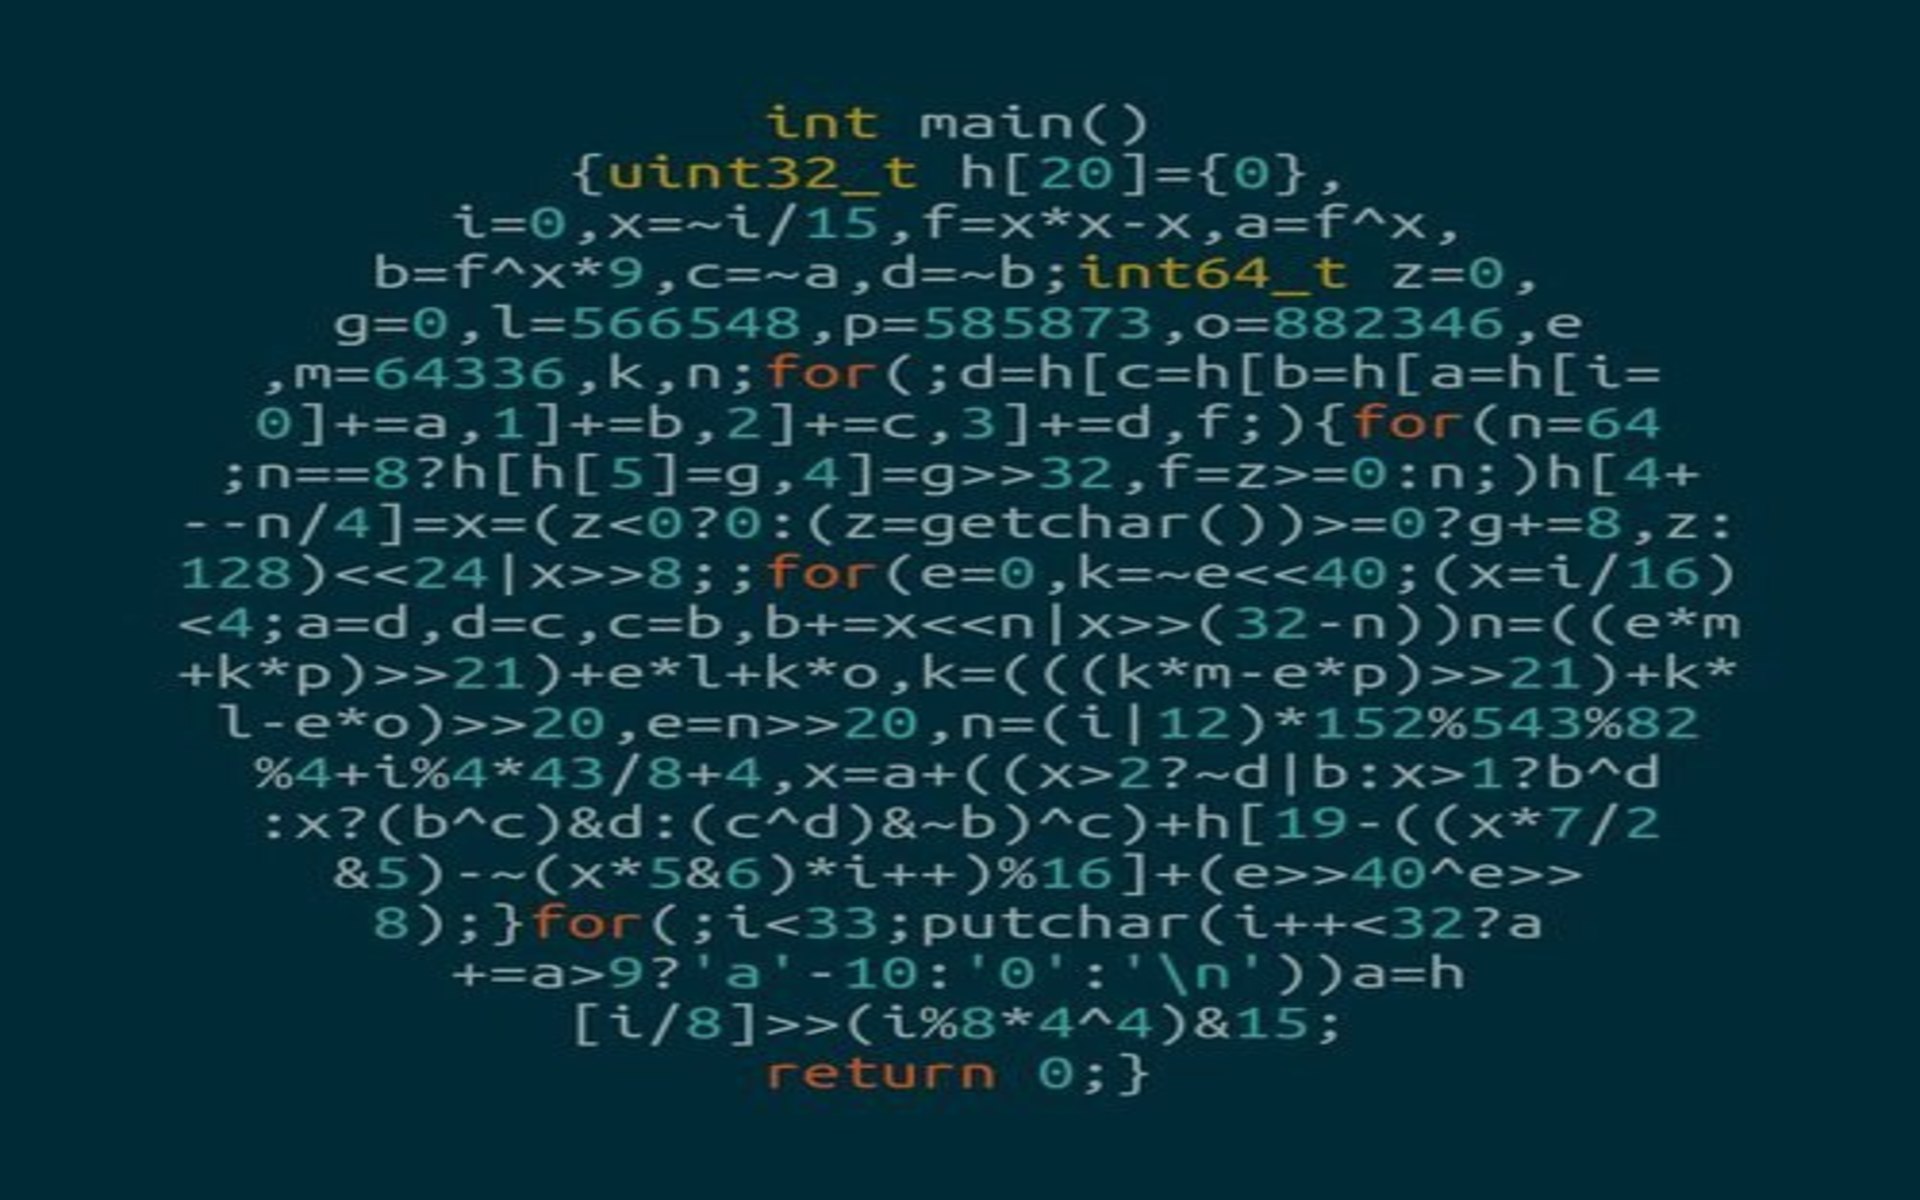 int main()
{uint32_t h[20]={0},
i=0,x=~i/15,f=x*x-x,a=f^x,
b=f^x*9,c=~a,d=~b;int64_t z=0,
g=0,l=566548,p=585873,o=882346,e
,m=64336,k,n;for(;d=h[c=h[b=h[a=h[i=
0]+=a,1]+=b,2]+=c,3]+=d,f;){for(n=64
;n==8?h[h[5]=g,4]=g>>32,f=z>=0:n;)h[4+
--n/4]=x=(z<0?0:(z=getchar())>=0?g+=8,z:
128)<<24|x>>8;;for(e=0,k=~e<<40;(x=i/16)
<4;a=d,d=c,c=b,b+=x<<n|x>>(32-n))n=((e*m
+k*p)>>21)+e*l+k*o,k=(((k*m-e*p)>>21)+k*
l-e*o)>>20,e=n>>20,n=(i|12)*152%543%82
%4+i%4*43/8+4,x=a+((x>2?~d|b:x>1?b^d
:x?(b^c)&d:(c^d)&~b)^c)+h[19-((x*7/2
&5)-~(x*5&6)*i++)%16]+(e>>40^e>>
8);}for(;i<33;putchar(i++<32?a
+=a>9?'a'-10:'0':'\n'))a=h
[i/8]>>(i%8*4^4)&15;
return 0;}